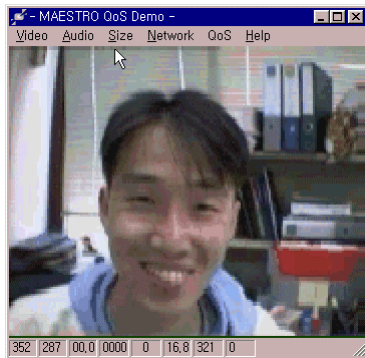 - MAESTRO QoS Demo -
Video Audio Size Network QoS Help
352 287 00,0 0000 0 16,8 321 0